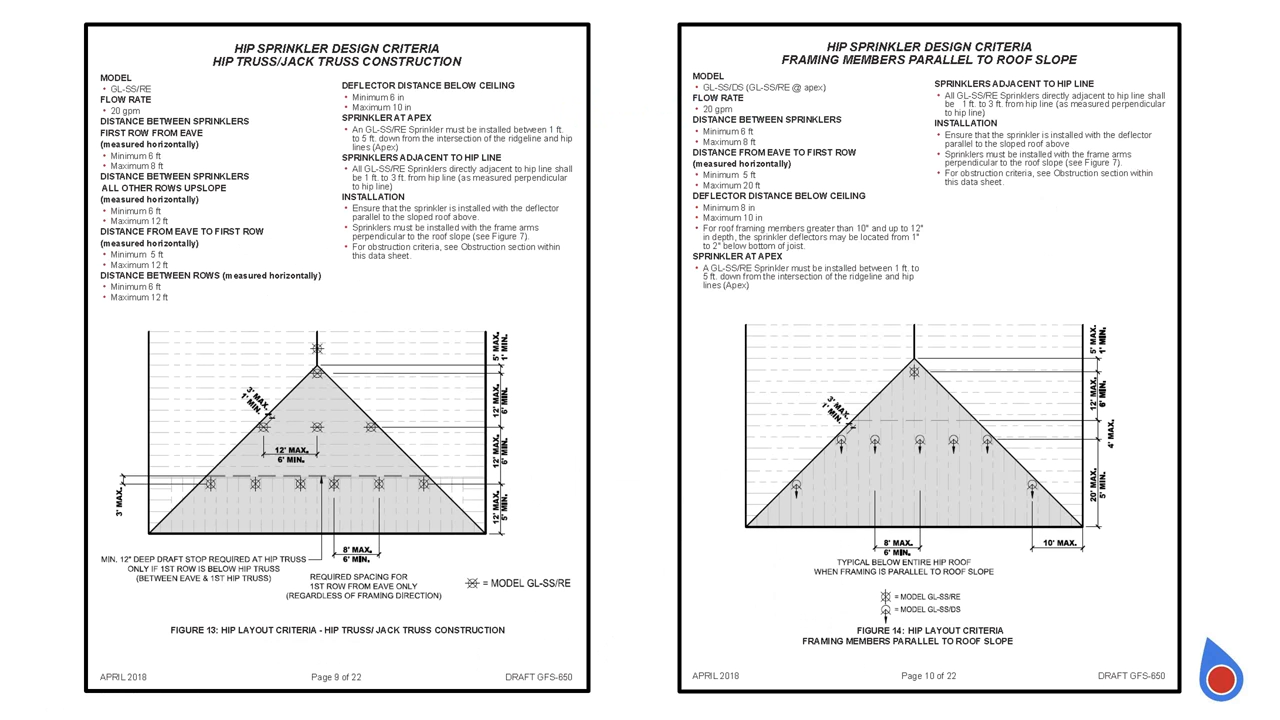 HIP SPRINKLER DESIGN CRITERIA
HIP TRUSS/JACK TRUSS CONSTRUCTION
MODEL
• GL-SS/RE
FLOW RATE
• 20 gpm
DISTANCE BETWEEN SPRINKLERS
FIRST ROW FROM EAVE
(measured horizontally)
• Minimum 6 ft
• Maximum 8 ft
DISTANCE BETWEEN SPRINKLERS
ALL OTHER ROWS UPSLOPE
(measured horizontally)
• Minimum 6 ft
• Maximum 12 ft
DISTANCE FROM EAVE TO FIRST ROW
(measured horizontally)
• Minimum 5 ft
• Maximum 12 ft
DISTANCE BETWEEN ROWS (measured horizontally)
• Minimum 6 ft
• Maximum 12 ft
DEFLECTOR DISTANCE BELOW CEILING
• Minimum 6 in
• Maximum 10 in
SPRINKLER AT APEX
• An GL-SS/RE Sprinkler must be installed between 1 ft.
to 5 ft. down from the intersection of the ridgeline and hip
lines (Apex)
SPRINKLERS ADJACENT TO HIP LINE
• All GL-SS/RE Sprinklers directly adjacent to hip line shall
be 1 ft. to 3 ft. from hip line (as measured perpendicular
to hip line)
INSTALLATION
• Ensure that the sprinkler is installed with the deflector
parallel to the sloped roof above.
• Sprinklers must be installed with the frame arms
perpendicular to the roof slope (see Figure 7).
• For obstruction criteria, see Obstruction section within
this data sheet.
5' MAX.
1' MIN.
3' MAX.
1' MIN.
12' MAX.
6' MIN.
12' MAX.
6' MIN.
12' MAX.
6' MIN.
3' MAX.
12' MAX.
5' MIN.
8' MAX.
6' MIN.
MIN. 12" DEEP DRAFT STOP REQUIRED AT HIP TRUSS
ONLY IF 1ST ROW IS BELOW HIP TRUSS
(BETWEEN EAVE & 1ST HIP TRUSS)
REQUIRED SPACING FOR
1ST ROW FROM EAVE ONLY
(REGARDLESS OF FRAMING DIRECTION)
= MODEL GL-SS/RE
FIGURE 13: HIP LAYOUT CRITERIA - HIP TRUSS/ JACK TRUSS CONSTRUCTION
APRIL 2018
Page 9 of 22
DRAFT GFS-650
HIP SPRINKLER DESIGN CRITERIA
FRAMING MEMBERS PARALLEL TO ROOF SLOPE
MODEL
• GL-SS/DS (GL-SS/RE @ apex)
FLOW RATE
• 20 gpm
DISTANCE BETWEEN SPRINKLERS
• Minimum 6 ft
• Maximum 8 ft
DISTANCE FROM EAVE TO FIRST ROW
(measured horizontally)
• Minimum 5 ft
• Maximum 20 ft
DEFLECTOR DISTANCE BELOW CEILING
• Minimum 8 in
• Maximum 10 in
• For roof framing members greater than 10" and up to 12"
in depth, the sprinkler deflectors may be located from 1"
to 2" below bottom of joist.
SPRINKLER AT APEX
• A GL-SS/RE Sprinkler must be installed between 1 ft. to
5 ft. down from the intersection of the ridgeline and hip
lines (Apex)
SPRINKLERS ADJACENT TO HIP LINE
• All GL-SS/RE Sprinklers directly adjacent to hip line shall
be 1 ft. to 3 ft. from hip line (as measured perpendicular
to hip line)
INSTALLATION
• Ensure that the sprinkler is installed with the deflector
parallel to the sloped roof above
• Sprinklers must be installed with the frame arms
perpendicular to the roof slope (see Figure 7).
• For obstruction criteria, see Obstruction section within
this data sheet.
5' MAX.
1' MIN.
3' MAX.
1' MIN.
12' MAX.
6' MIN.
4' MAX.
20' MAX.
5' MIN.
8' MAX.
6' MIN.
10' MAX.
TYPICAL BELOW ENTIRE HIP ROOF
WHEN FRAMING IS PARALLEL TO ROOF SLOPE
= MODEL GL-SS/RE
= MODEL GL-SS/DS
FIGURE 14: HIP LAYOUT CRITERIA
FRAMING MEMBERS PARALLEL TO ROOF SLOPE
APRIL 2018
Page 10 of 22
DRAFT GFS-650